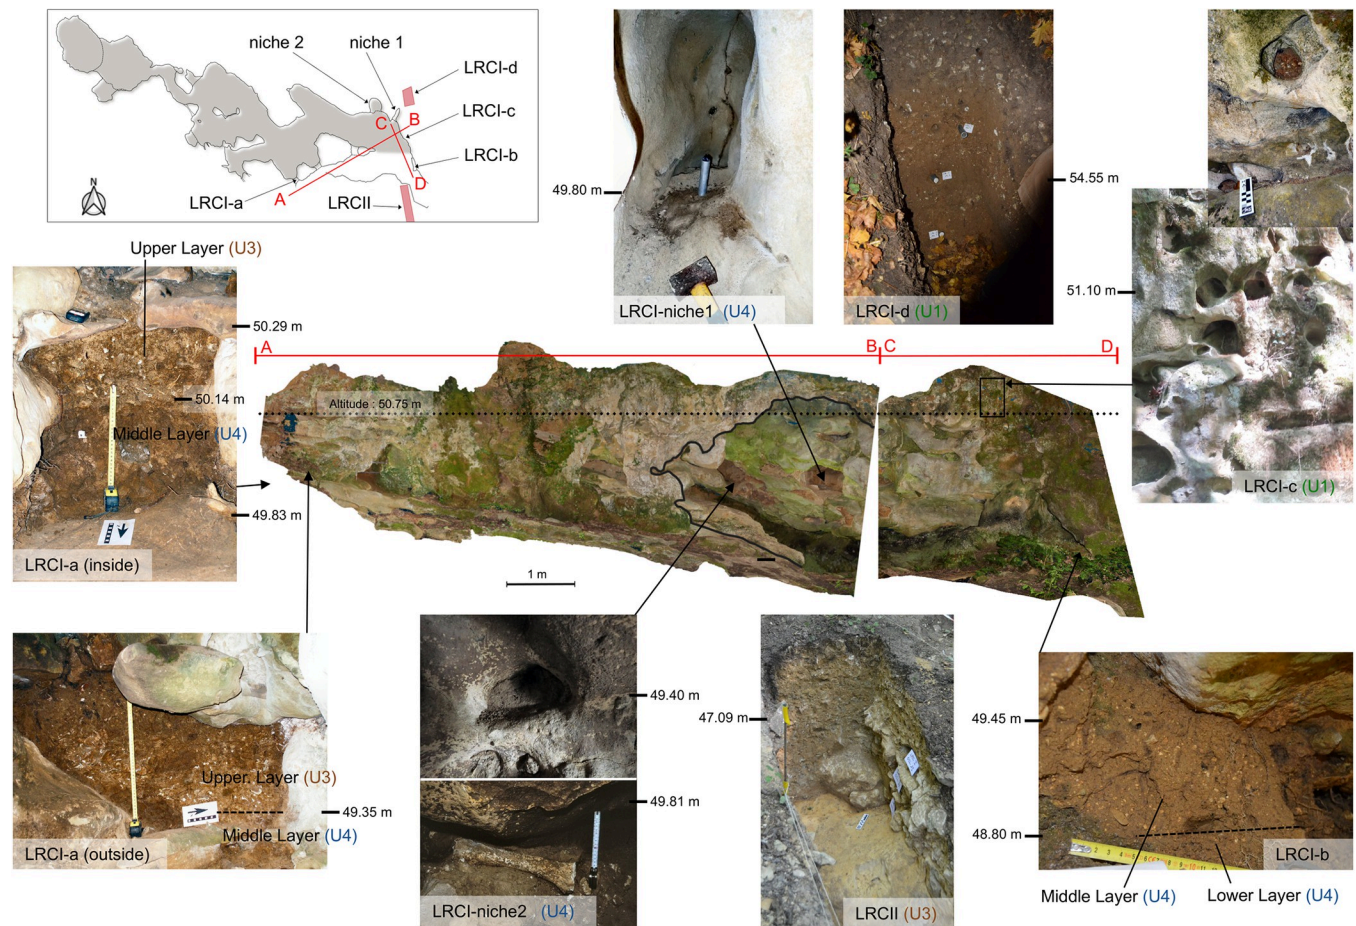 niche 2
niche 1
LRCI-d
LRCI-c
LRCI-b
C
B
D
A
LRCI-a
LRCII
N
49.80 m
LRCI-niche1 (U4)
54.55 m
LRCI-d (U1)
51.10 m
LRCI-c (U1)
Upper Layer (U3)
50.29 m
50.14 m
Middle Layer (U4)
49.83 m
LRCI-a (inside)
A
B
C
D
Altitude : 50.75 m
1 m
Upper. Layer (U3)
49.35 m
Middle Layer (U4)
LRCI-a (outside)
49.40 m
49.81 m
LRCI-niche2 (U4)
47.09 m
LRCII (U3)
49.45 m
48.80 m
LRCI-b
Middle Layer (U4)
Lower Layer (U4)